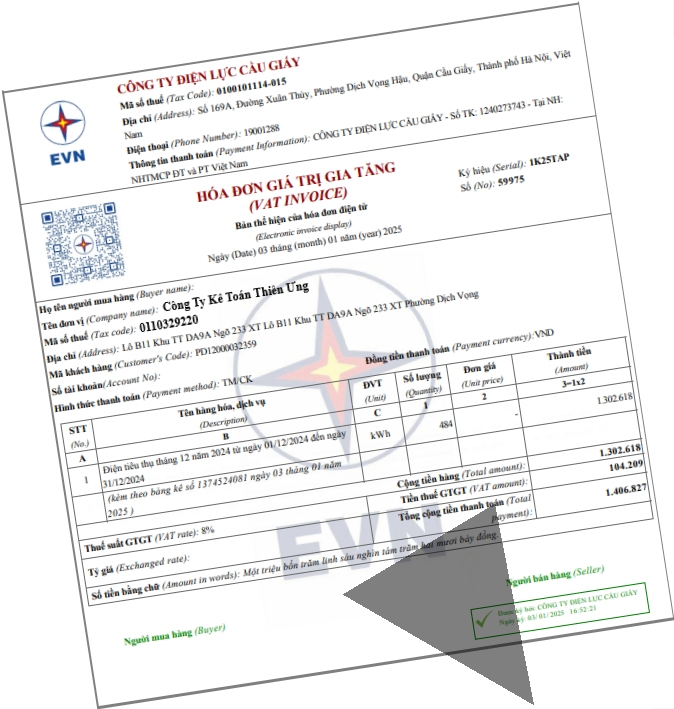 CÔNG TY ĐIỆN LỰC CẦU GIẤY
Mã số thuế (Tax Code): 0100101114-015
Địa chỉ (Address): Số 169A, Đường Xuân Thủy, Phường Dịch Vọng Hậu, Quận Cầu Giấy, Thành phố Hà Nội, Việt
Nam
Điện thoại (Phone Number): 19001288
Thông tin thanh toán (Payment Information): CÔNG TY ĐIỆN LỰC CẦU GIẤY - Số TK: 1240273743 - Tại NH:
NHTMCP ĐT và PT Việt Nam
EVN
HÓA ĐƠN GIÁ TRỊ GIA TĂNG
(VAT INVOICE)
Bản thể hiện của hóa đơn điện tử
(Electronic invoice display)
Ngày (Date) 03 tháng (month) 01 năm (year) 2025
Ký hiệu (Serial): 1K25TAP
Số (No): 59975
Họ tên người mua hàng (Buyer name):
Tên đơn vị (Company name): Công Ty Kế Toán Thiên Ưng
Mã số thuế (Tax code): 0110329220
Địa chỉ (Address): Lô B11 Khu TT DA9A Ngõ 233 XT Lô B11 Khu TT DA9A Ngõ 233 XT Phường Dịch Vọng
Mã khách hàng (Customer's Code): PD12000032359
Số tài khoản(Account No):
Hình thức thanh toán (Payment method): TM/CK
Đồng tiền thanh toán (Payment currency):VND
STT (No.) Tên hàng hóa, dịch vụ (Description) ĐVT (Unit) Số lượng (Quantity) Đơn giá (Unit price) Thành tiền (Amount)
A B C 1 2 3=1x2
1 Điện tiêu thụ tháng 12 năm 2024 từ ngày 01/12/2024 đến ngày 31/12/2024 kWh 484 - 1.302.618
(kèm theo bảng kê số 1374524081 ngày 03 tháng 01 năm
2025 )
Cộng tiền hàng (Total amount): 1.302.618
Thuế suất GTGT (VAT rate): 8% Tiền thuế GTGT (VAT amount): 104.209
Tỷ giá (Exchanged rate): Tổng cộng tiền thanh toán (Total payment): 1.406.827
Số tiền bằng chữ (Amount in words): Một triệu bốn trăm linh sáu nghìn tám trăm hai mươi bảy đồng.
EVN
Người mua hàng (Buyer)
Người bán hàng (Seller)
Được ký bởi: CÔNG TY ĐIỆN LỰC CẦU GIẤY
Ngày ký: 03/01/2025 16:52:21